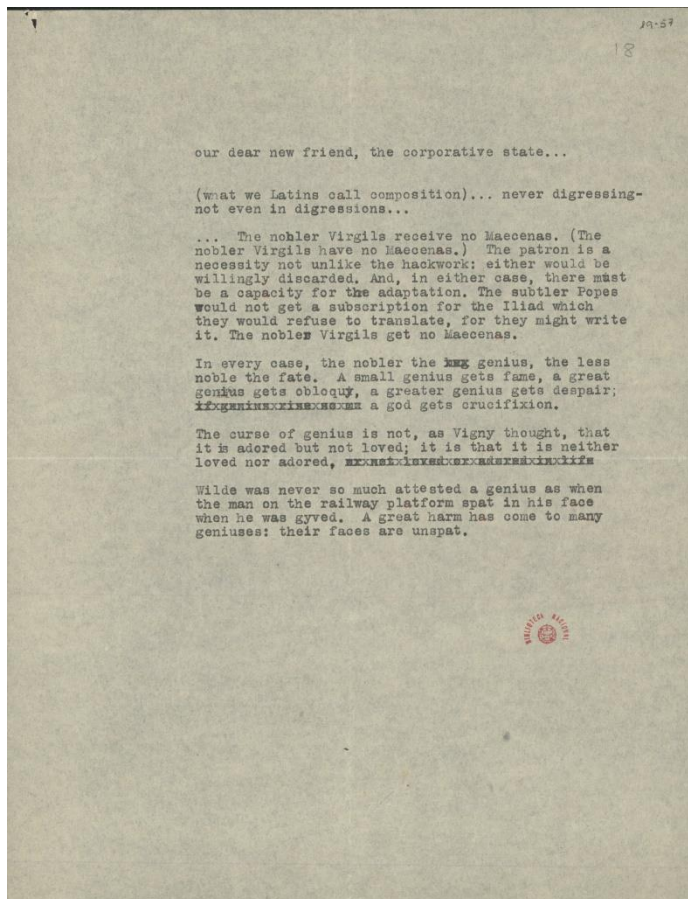 19-57
18
our dear new friend, the corporative state...
(what we Latins call composition)... never digressing-
not even in digressions...
... The nobler Virgils receive no Maecenas. (The
nobler Virgils have no Maecenas.) The patron is a
necessity not unlike the hackwork: either would be
willingly discarded. And, in either case, there must
be a capacity for the adaptation. The subtler Popes
would not get a subscription for the Iliad which
they would refuse to translate, for they might write
it. The nobler Virgils get no Maecenas.
In every case, the nobler the genius, the less
noble the fate. A small genius gets fame, a great
genius gets obloquy, a greater genius gets despair;
a god gets crucifixion.
The curse of genius is not, as Vigny thought, that
it is adored but not loved; it is that it is neither
loved nor adored,
Wilde was never so much attested a genius as when
the man on the railway platform spat in his face
when he was gyved. A great harm has come to many
geniuses: their faces are unspat.
BIBLIOTECA NACIONAL